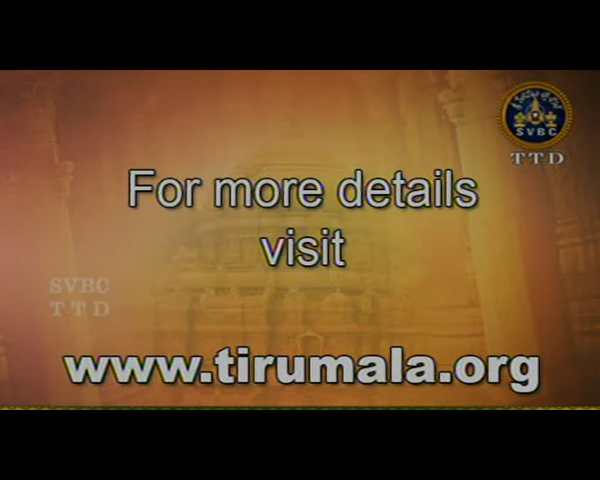 SVBC
TTD
For more details
visit
SVBC
TTD
www.tirumala.org